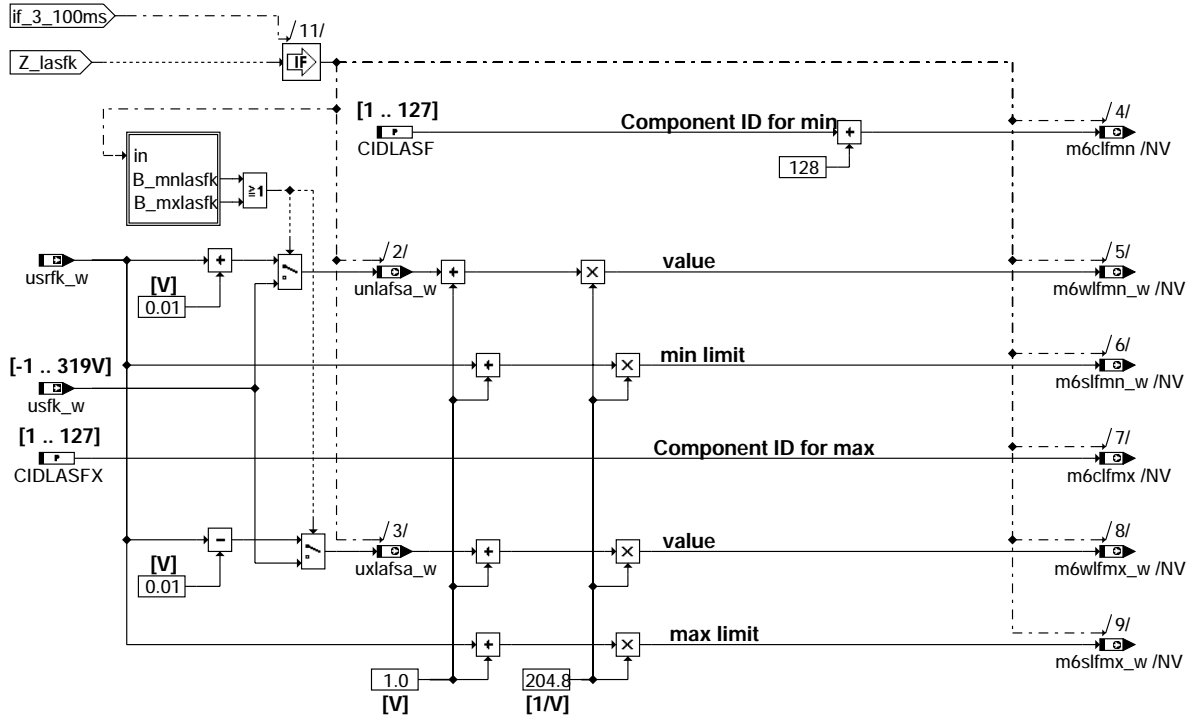 if_3_100ms
/11/
Z_lasfk
IF
[1 .. 127]
P
CIDLASF
Component ID for min
+
128
/4/
m6clfmn /NV
in
B_mnlasfk
B_mxlasfk
≥1
usrfk_w
+
[V]
0.01
/2/
unlafsa_w
+
×
value
/5/
m6wlfmn_w /NV
+
×
min limit
/6/
m6slfmn_w /NV
[-1 .. 319V]
usfk_w
[1 .. 127]
P
CIDLASFX
Component ID for max
/7/
m6clfmx /NV
−
[V]
0.01
/3/
uxlafsa_w
+
×
value
/8/
m6wlfmx_w /NV
+
×
max limit
/9/
m6slfmx_w /NV
1.0
[V]
204.8
[1/V]